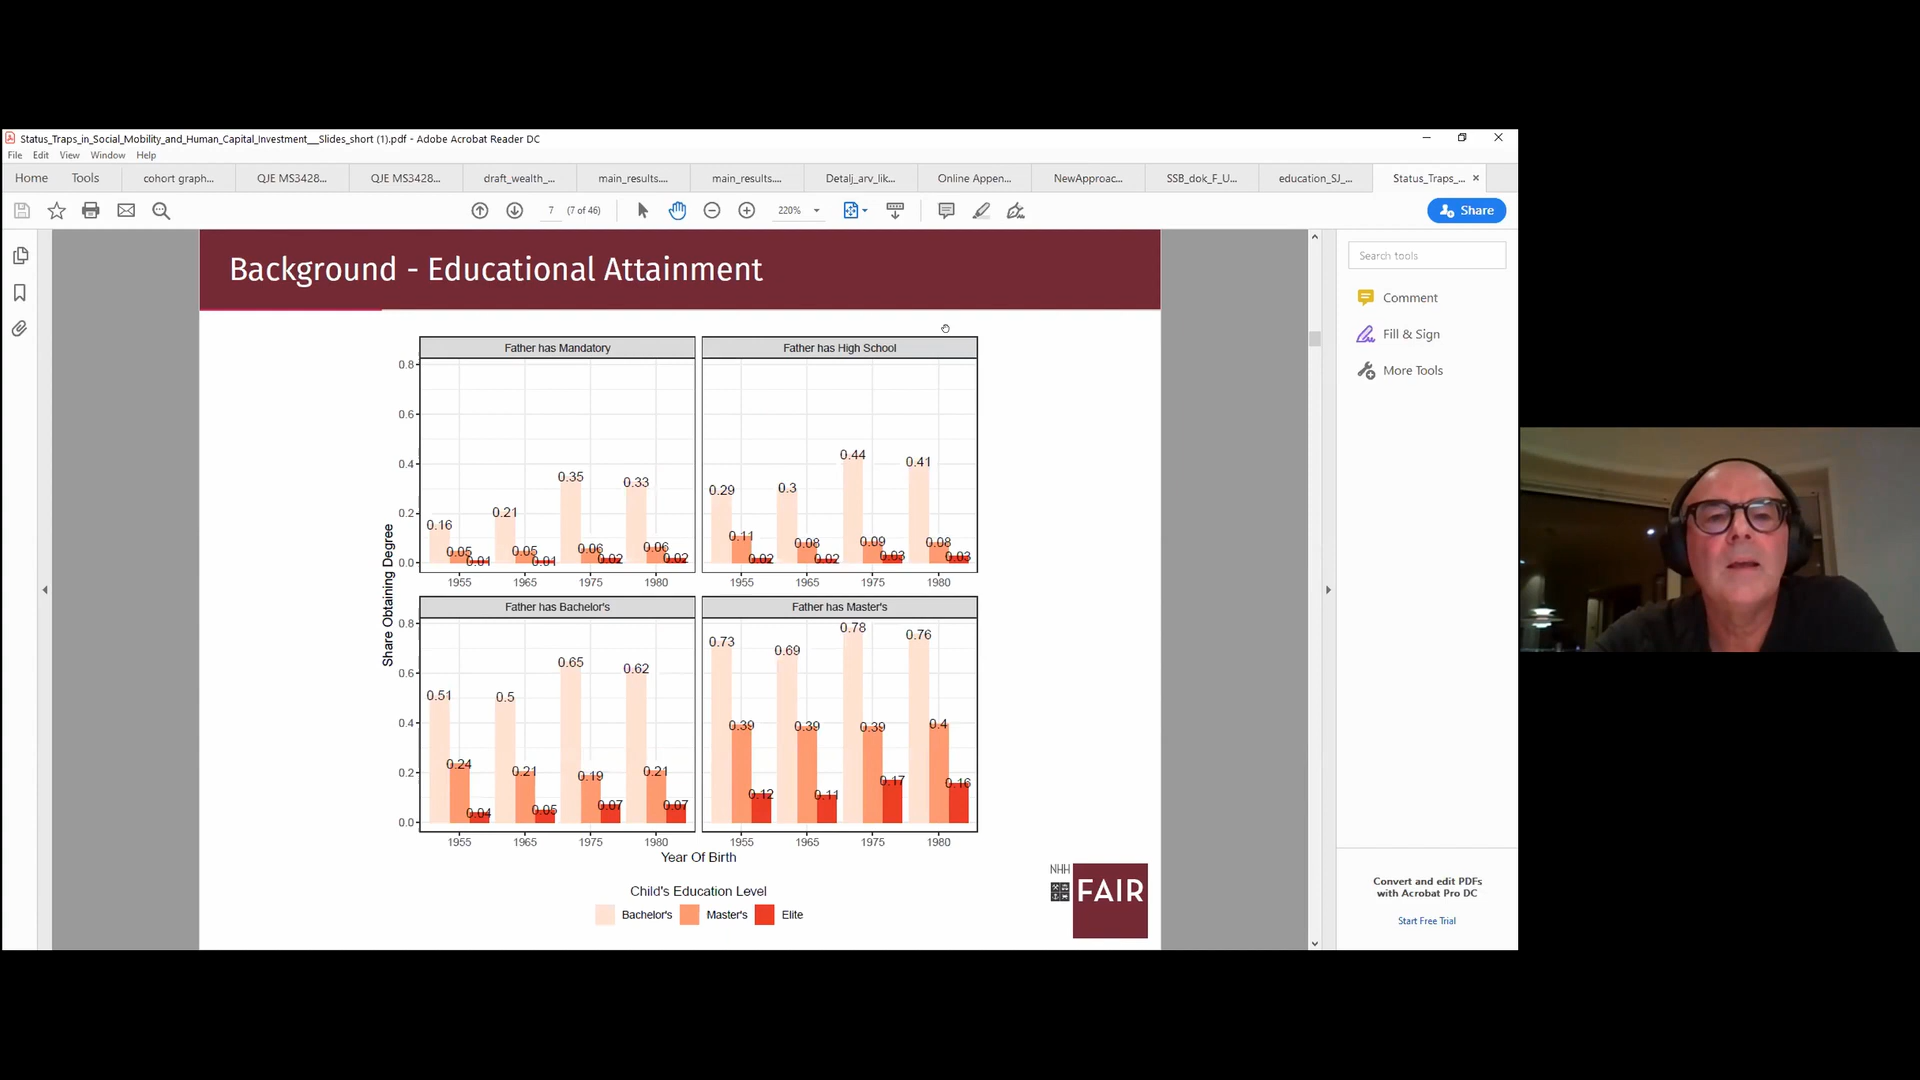 Status_Traps_in_Social_Mobility_and_Human_Capital_Investment__Slides_short (1).pdf - Adobe Acrobat Reader DC
File Edit View Window Help
Home Tools cohort graph... QJE MS3428... QJE MS3428... draft_wealth_... main_results.... main_results.... Detalj_arv_lik... Online Appen... NewApproac... SSB_dok_F_U... education_SJ_... Status_Traps_...
7 (7 of 46) 220% Share
Background - Educational Attainment
Search tools
Comment
Fill & Sign
More Tools
Share Obtaining Degree
Father has Mandatory
0.8
0.6
0.4
0.2
0.0
0.16 0.05 0.01 0.21 0.05 0.01 0.35 0.06 0.02 0.33 0.06 0.02
1955 1965 1975 1980
Father has High School
0.29 0.11 0.02 0.3 0.08 0.02 0.44 0.09 0.03 0.41 0.08 0.03
1955 1965 1975 1980
Father has Bachelor's
0.8
0.6
0.4
0.2
0.0
0.51 0.24 0.04 0.5 0.21 0.05 0.65 0.19 0.07 0.62 0.21 0.07
1955 1965 1975 1980
Father has Master's
0.73 0.39 0.12 0.69 0.39 0.11 0.78 0.39 0.17 0.76 0.4 0.16
1955 1965 1975 1980
Year Of Birth
Child's Education Level
Bachelor's Master's Elite
NHH
FAIR
Convert and edit PDFs
with Acrobat Pro DC
Start Free Trial